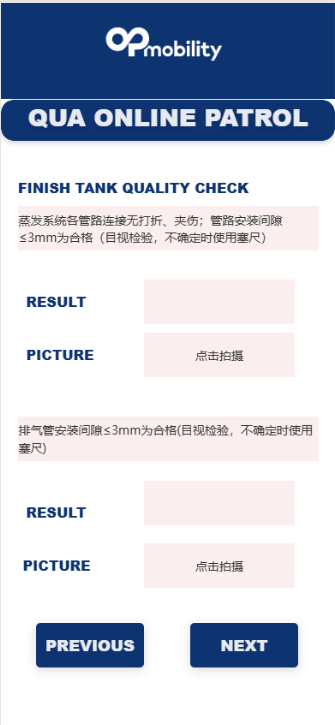 OPmobility
QUA ONLINE PATROL
FINISH TANK QUALITY CHECK
蒸发系统各管路连接无打折、夹伤；管路安装间隙
≤3mm为合格（目视检验，不确定时使用塞尺）
RESULT
PICTURE
点击拍摄
排气管安装间隙≤3mm为合格(目视检验，不确定时使用
塞尺)
RESULT
PICTURE
点击拍摄
PREVIOUS
NEXT